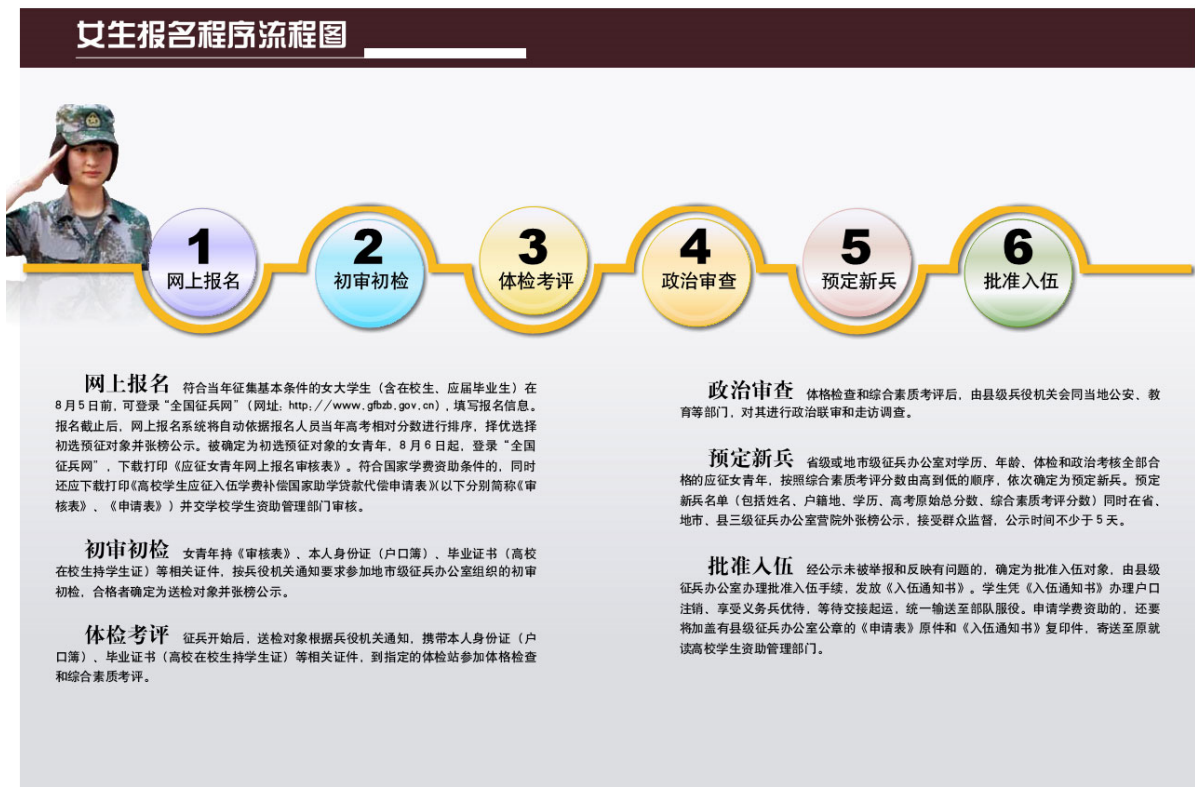 女生报名程序流程图
1
网上报名
2
初审初检
3
体检考评
4
政治审查
5
预定新兵
6
批准入伍
网上报名 符合当年征集基本条件的女大学生（含在校生、应届毕业生）在
8月5日前，可登录“全国征兵网”（网址: http://www.gfbzb.gov.cn），填写报名信息。
报名截止后，网上报名系统将自动依据报名人员当年高考相对分数进行排序，择优选择
初选预征对象并张榜公示。被确定为初选预征对象的女青年，8月6日起，登录“全国
征兵网”，下载打印《应征女青年网上报名审核表》。符合国家学费资助条件的，同时
还应下载打印《高校学生应征入伍学费补偿国家助学贷款代偿申请表》（以下分别简称《审
核表》、《申请表》）并交学校学生资助管理部门审核。
初审初检 女青年持《审核表》、本人身份证（户口簿）、毕业证书（高校
在校生持学生证）等相关证件，按兵役机关通知要求参加地市级征兵办公室组织的初审
初检，合格者确定为送检对象并张榜公示。
体检考评 征兵开始后，送检对象根据兵役机关通知，携带本人身份证（户
口簿）、毕业证书（高校在校生持学生证）等相关证件，到指定的体检站参加体格检查
和综合素质考评。
政治审查 体格检查和综合素质考评后，由县级兵役机关会同当地公安、教
育等部门，对其进行政治联审和走访调查。
预定新兵 省级或地市级征兵办公室对学历、年龄、体检和政治考核全部合
格的应征女青年，按照综合素质考评分数由高到低的顺序，依次确定为预定新兵。预定
新兵名单（包括姓名、户籍地、学历、高考原始总分数、综合素质考评分数）同时在省、
地市、县三级征兵办公室营院外张榜公示，接受群众监督，公示时间不少于5天。
批准入伍 经公示未被举报和反映有问题的，确定为批准入伍对象，由县级
征兵办公室办理批准入伍手续，发放《入伍通知书》。学生凭《入伍通知书》办理户口
注销、享受义务兵优待，等待交接起运，统一输送至部队服役。申请学费资助的，还要
将加盖有县级征兵办公室公章的《申请表》原件和《入伍通知书》复印件，寄送至原就
读高校学生资助管理部门。